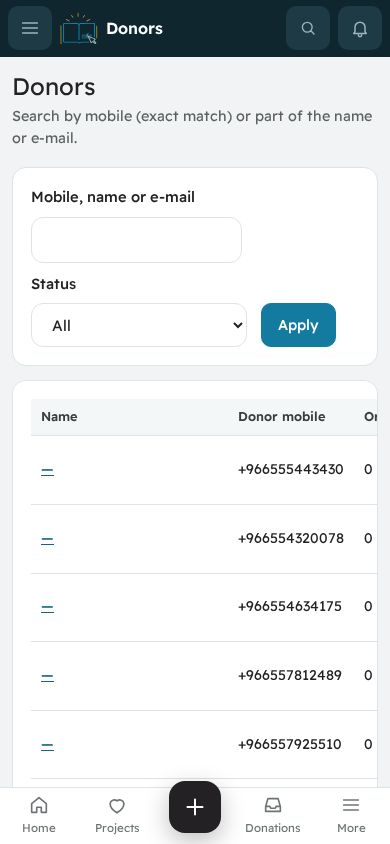 Donors
Donors
Search by mobile (exact match) or part of the name
or e-mail.
Mobile, name or e-mail
Status
All
Apply
Name Donor mobile
— +966555443430 0
— +966554320078 0
— +966554634175 0
— +966557812489 0
— +966557925510 0
Home Projects + Donations More